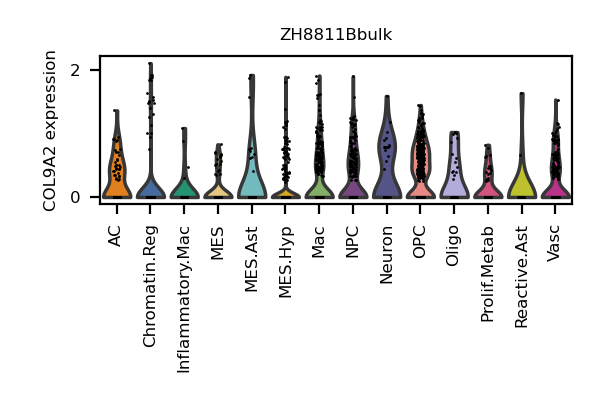 ZH8811Bbulk
COL9A2 expression
2
0
AC
Chromatin.Reg
Inflammatory.Mac
MES
MES.Ast
MES.Hyp
Mac
NPC
Neuron
OPC
Oligo
Prolif.Metab
Reactive.Ast
Vasc